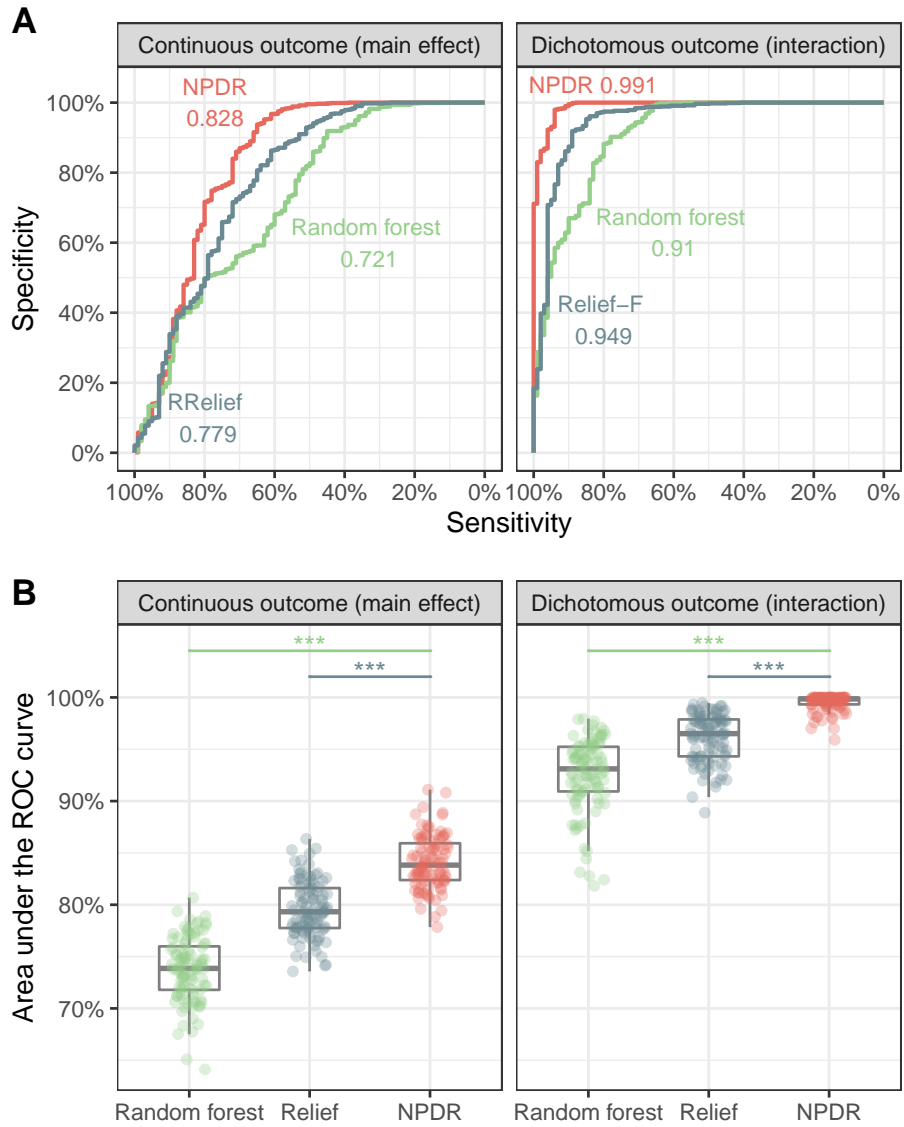 A
Continuous outcome (main effect)
Dichotomous outcome (interaction)
Specificity
100%
80%
60%
40%
20%
0%
NPDR
0.828
Random forest
0.721
RRelief
0.779
NPDR 0.991
Random forest
0.91
Relief−F
0.949
100% 80% 60% 40% 20% 0%
100% 80% 60% 40% 20% 0%
Sensitivity
B
Continuous outcome (main effect)
Dichotomous outcome (interaction)
Area under the ROC curve
100%
90%
80%
70%
***
***
***
***
Random forest Relief NPDR
Random forest Relief NPDR